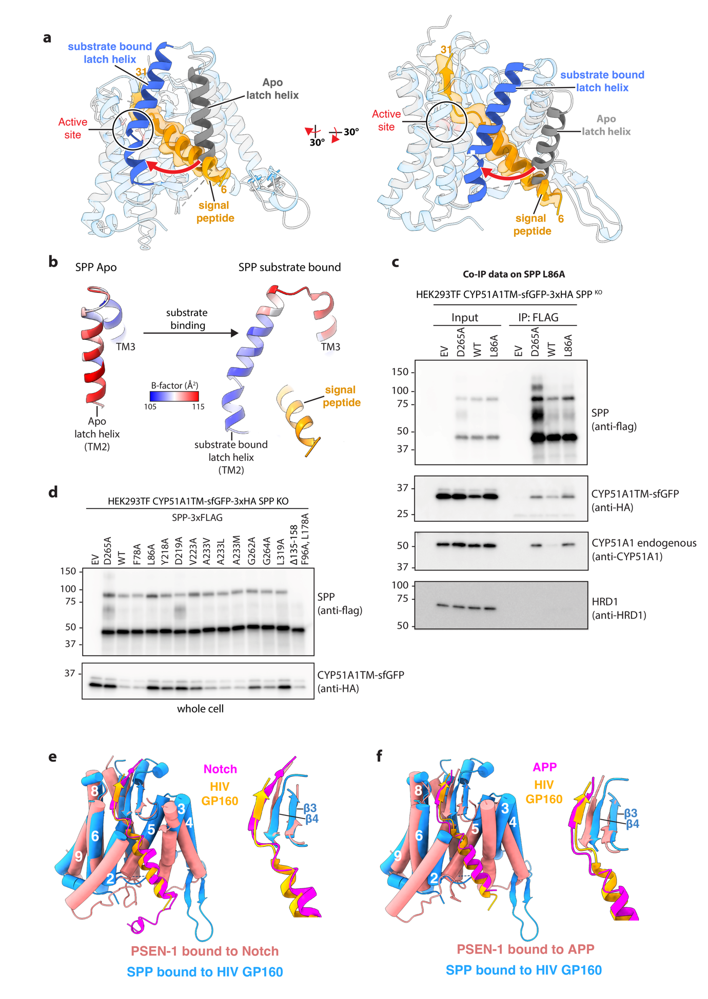 a
substrate bound
latch helix
31
Apo
latch helix
Active
site
6
signal
peptide
30°
30°
31
substrate bound
latch helix
Active
site
Apo
latch helix
signal
peptide
6
b
SPP Apo
SPP substrate bound
substrate
binding
TM3
TM3
B-factor (Å²)
105
115
signal
peptide
Apo
latch helix
(TM2)
substrate bound
latch helix
(TM2)
c
Co-IP data on SPP L86A
HEK293TF CYP51A1TM-sfGFP-3xHA SPP KO
Input
IP: FLAG
EV
D265A
WT
L86A
EV
D265A
WT
L86A
150
100
75
50
37
SPP
(anti-flag)
37
25
CYP51A1TM-sfGFP
(anti-HA)
50
37
CYP51A1 endogenous
(anti-CYP51A1)
100
75
50
HRD1
(anti-HRD1)
d
HEK293TF CYP51A1TM-sfGFP-3xHA SPP KO
SPP-3xFLAG
EV
D265A
WT
F78A
L86A
Y218A
D219A
V223A
A233V
A233L
A233M
G262A
G264A
L319A
Δ135-158
F96A, L178A
150
100
75
50
37
SPP
(anti-flag)
37
CYP51A1TM-sfGFP
(anti-HA)
whole cell
e
Notch
HIV
GP160
8
3
4
5
6
9
2
β3
β4
PSEN-1 bound to Notch
SPP bound to HIV GP160
f
APP
HIV
GP160
8
3
4
5
6
9
2
β3
β4
PSEN-1 bound to APP
SPP bound to HIV GP160